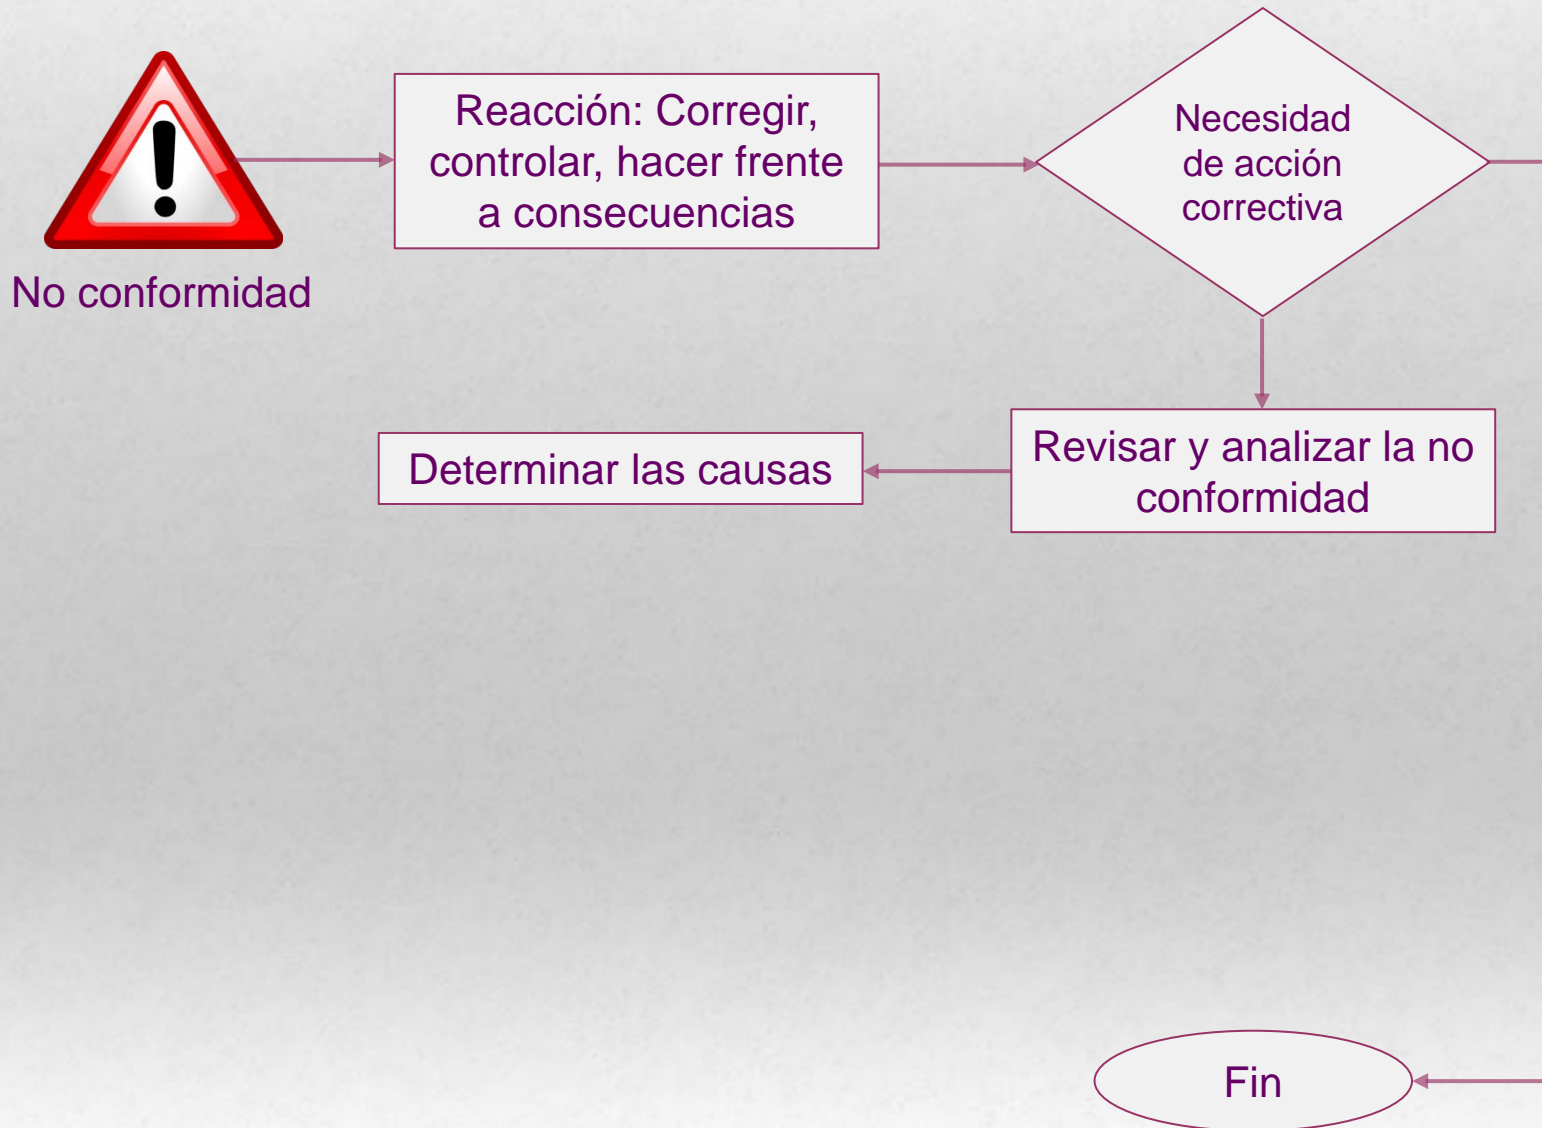 Reacción: Corregir,
controlar, hacer frente
a consecuencias
Necesidad
de acción
correctiva
No conformidad
Determinar las causas
Revisar y analizar la no
conformidad
Fin